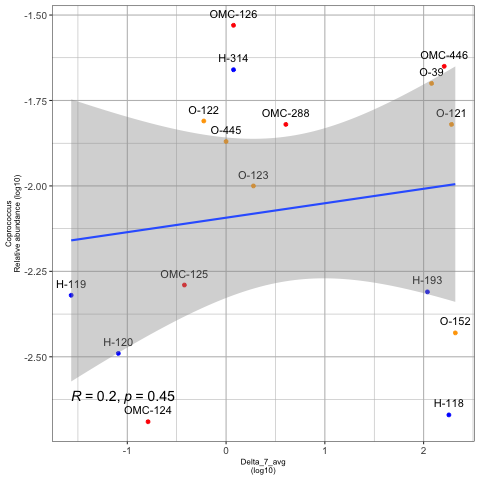 -1.50
-1.75
-2.00
-2.25
-2.50
Coprococcus
Relative abundance (log10)
OMC-126
H-314
OMC-446
O-39
O-122
OMC-288
O-121
O-445
O-123
OMC-125
H-193
H-119
O-152
H-120
R = 0.2, p = 0.45
OMC-124
H-118
-1
0
1
2
Delta_7_avg
(log10)